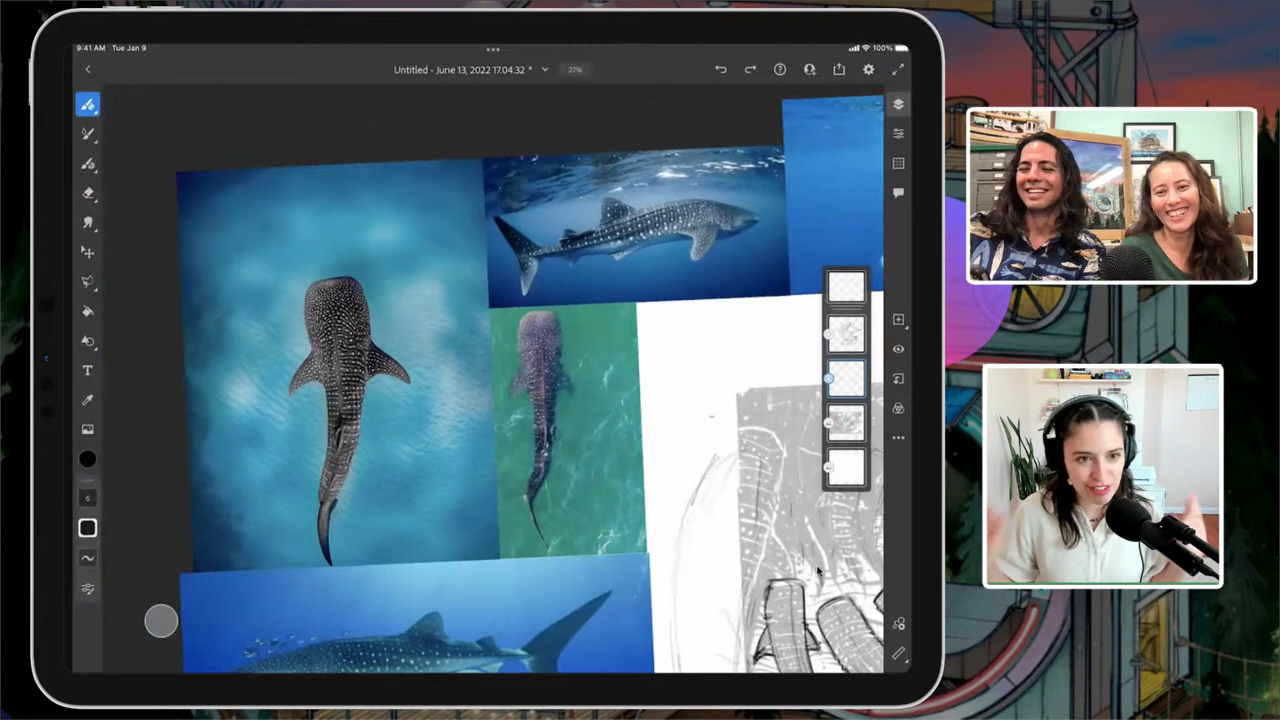 9:41 AM Tue Jan 9
100%
Untitled - June 13, 2022 17.04.32 *
27%
T
6